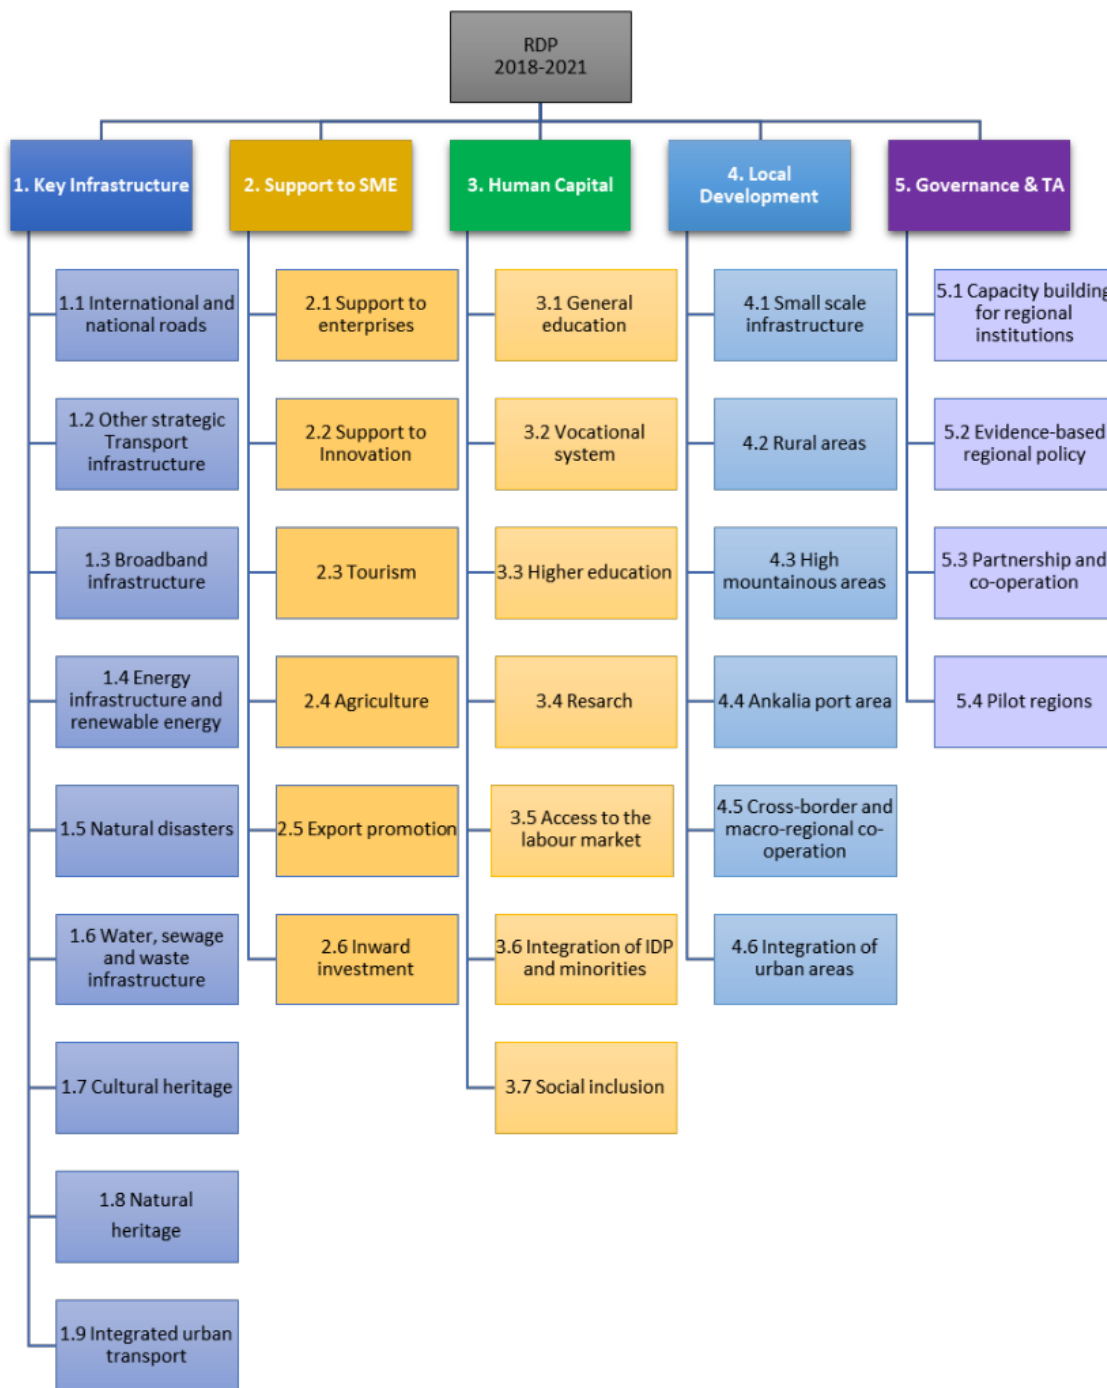 RDP
2018-2021
1. Key Infrastructure
2. Support to SME
3. Human Capital
4. Local
Development
5. Governance & TA
1.1 International and
national roads
1.2 Other strategic
Transport
infrastructure
1.3 Broadband
infrastructure
1.4 Energy
infrastructure and
renewable energy
1.5 Natural disasters
1.6 Water, sewage
and waste
infrastructure
1.7 Cultural heritage
1.8 Natural
heritage
1.9 Integrated urban
transport
2.1 Support to
enterprises
2.2 Support to
Innovation
2.3 Tourism
2.4 Agriculture
2.5 Export promotion
2.6 Inward
investment
3.1 General
education
3.2 Vocational
system
3.3 Higher education
3.4 Resarch
3.5 Access to the
labour market
3.6 Integration of IDP
and minorities
3.7 Social inclusion
4.1 Small scale
infrastructure
4.2 Rural areas
4.3 High
mountainous areas
4.4 Ankalia port area
4.5 Cross-border and
macro-regional co-
operation
4.6 Integration of
urban areas
5.1 Capacity building
for regional
institutions
5.2 Evidence-based
regional policy
5.3 Partnership and
co-operation
5.4 Pilot regions